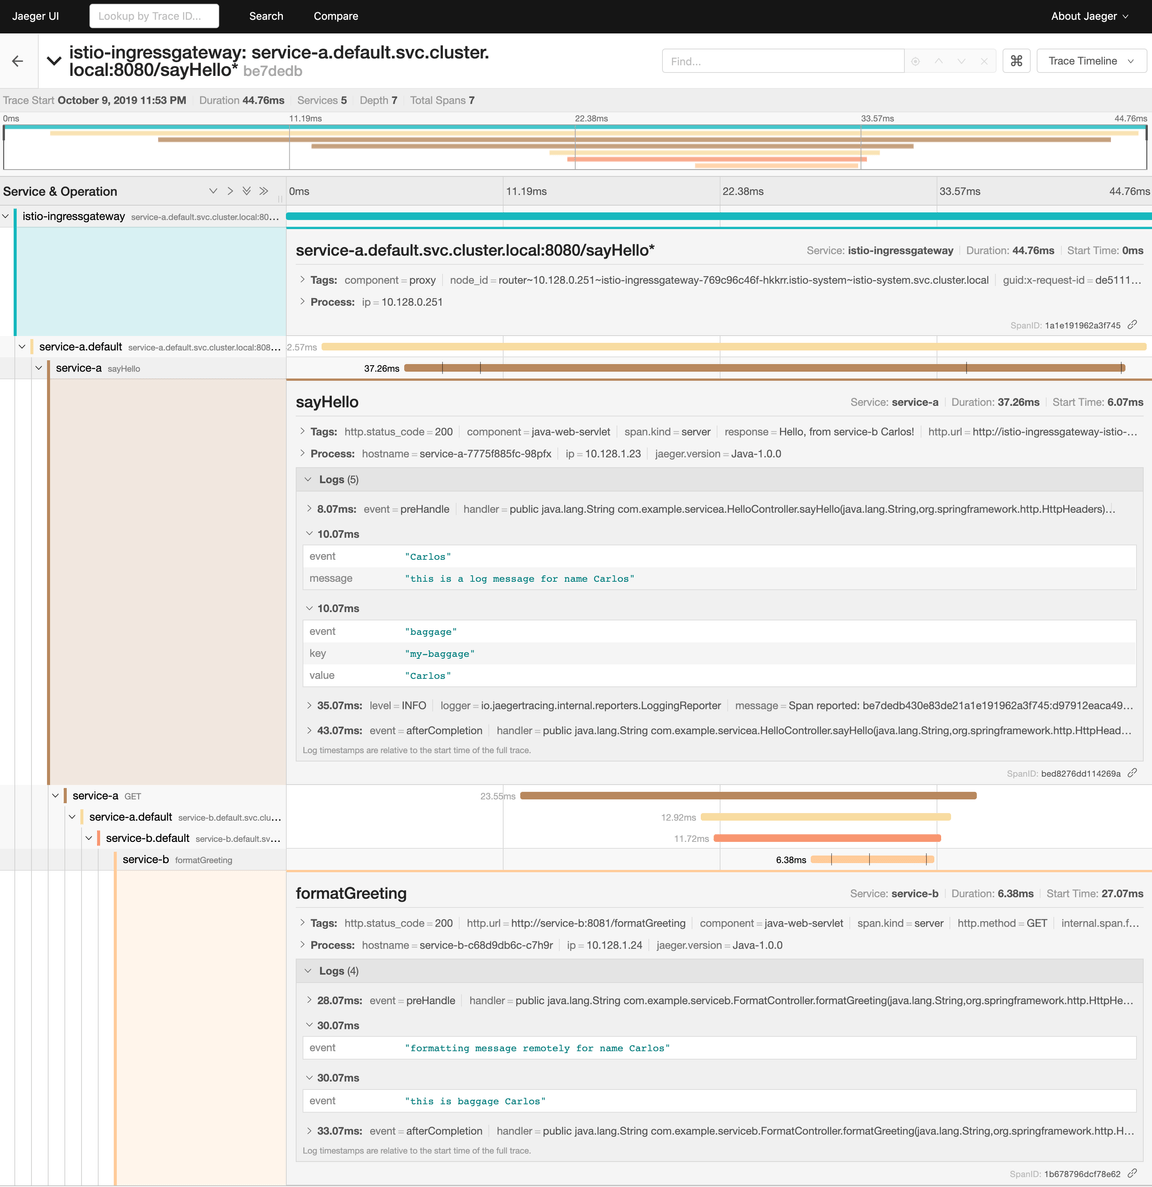 Jaeger UI Lookup by Trace ID... Search Compare About Jaeger
istio-ingressgateway: service-a.default.svc.cluster.
local:8080/sayHello* be7dedb
Find... ⌘ Trace Timeline
Trace Start October 9, 2019 11:53 PM Duration 44.76ms Services 5 Depth 7 Total Spans 7
0ms 11.19ms 22.38ms 33.57ms 44.76ms
Service & Operation 0ms 11.19ms 22.38ms 33.57ms 44.76ms
istio-ingressgateway service-a.default.svc.cluster.local:80...
service-a.default.svc.cluster.local:8080/sayHello* Service: istio-ingressgateway Duration: 44.76ms Start Time: 0ms
Tags: component = proxy node_id = router~10.128.0.251~istio-ingressgateway-769c96c46f-hkkrr.istio-system~istio-system.svc.cluster.local guid:x-request-id = de5111...
Process: ip = 10.128.0.251
SpanID: 1a1e191962a3f745
service-a.default service-a.default.svc.cluster.local:808... 2.57ms
service-a sayHello 37.26ms
sayHello Service: service-a Duration: 37.26ms Start Time: 6.07ms
Tags: http.status_code = 200 component = java-web-servlet span.kind = server response = Hello, from service-b Carlos! http.url = http://istio-ingressgateway-istio-...
Process: hostname = service-a-7775f885fc-98pfx ip = 10.128.1.23 jaeger.version = Java-1.0.0
Logs (5)
8.07ms: event = preHandle handler = public java.lang.String com.example.servicea.HelloController.sayHello(java.lang.String,org.springframework.http.HttpHeaders)...
10.07ms
event "Carlos"
message "this is a log message for name Carlos"
10.07ms
event "baggage"
key "my-baggage"
value "Carlos"
35.07ms: level = INFO logger = io.jaegertracing.internal.reporters.LoggingReporter message = Span reported: be7dedb430e83de21a1e191962a3f745:d97912eaca49...
43.07ms: event = afterCompletion handler = public java.lang.String com.example.servicea.HelloController.sayHello(java.lang.String,org.springframework.http.HttpHead...
Log timestamps are relative to the start time of the full trace.
SpanID: bed8276dd114269a
service-a GET 23.55ms
service-a.default service-b.default.svc.clu... 12.92ms
service-b.default service-b.default.sv... 11.72ms
service-b formatGreeting 6.38ms
formatGreeting Service: service-b Duration: 6.38ms Start Time: 27.07ms
Tags: http.status_code = 200 http.url = http://service-b:8081/formatGreeting component = java-web-servlet span.kind = server http.method = GET internal.span.f...
Process: hostname = service-b-c68d9db6c-c7h9r ip = 10.128.1.24 jaeger.version = Java-1.0.0
Logs (4)
28.07ms: event = preHandle handler = public java.lang.String com.example.serviceb.FormatController.formatGreeting(java.lang.String,org.springframework.http.HttpHe...
30.07ms
event "formatting message remotely for name Carlos"
30.07ms
event "this is baggage Carlos"
33.07ms: event = afterCompletion handler = public java.lang.String com.example.serviceb.FormatController.formatGreeting(java.lang.String,org.springframework.http.H...
Log timestamps are relative to the start time of the full trace.
SpanID: 1b678796dcf78e62